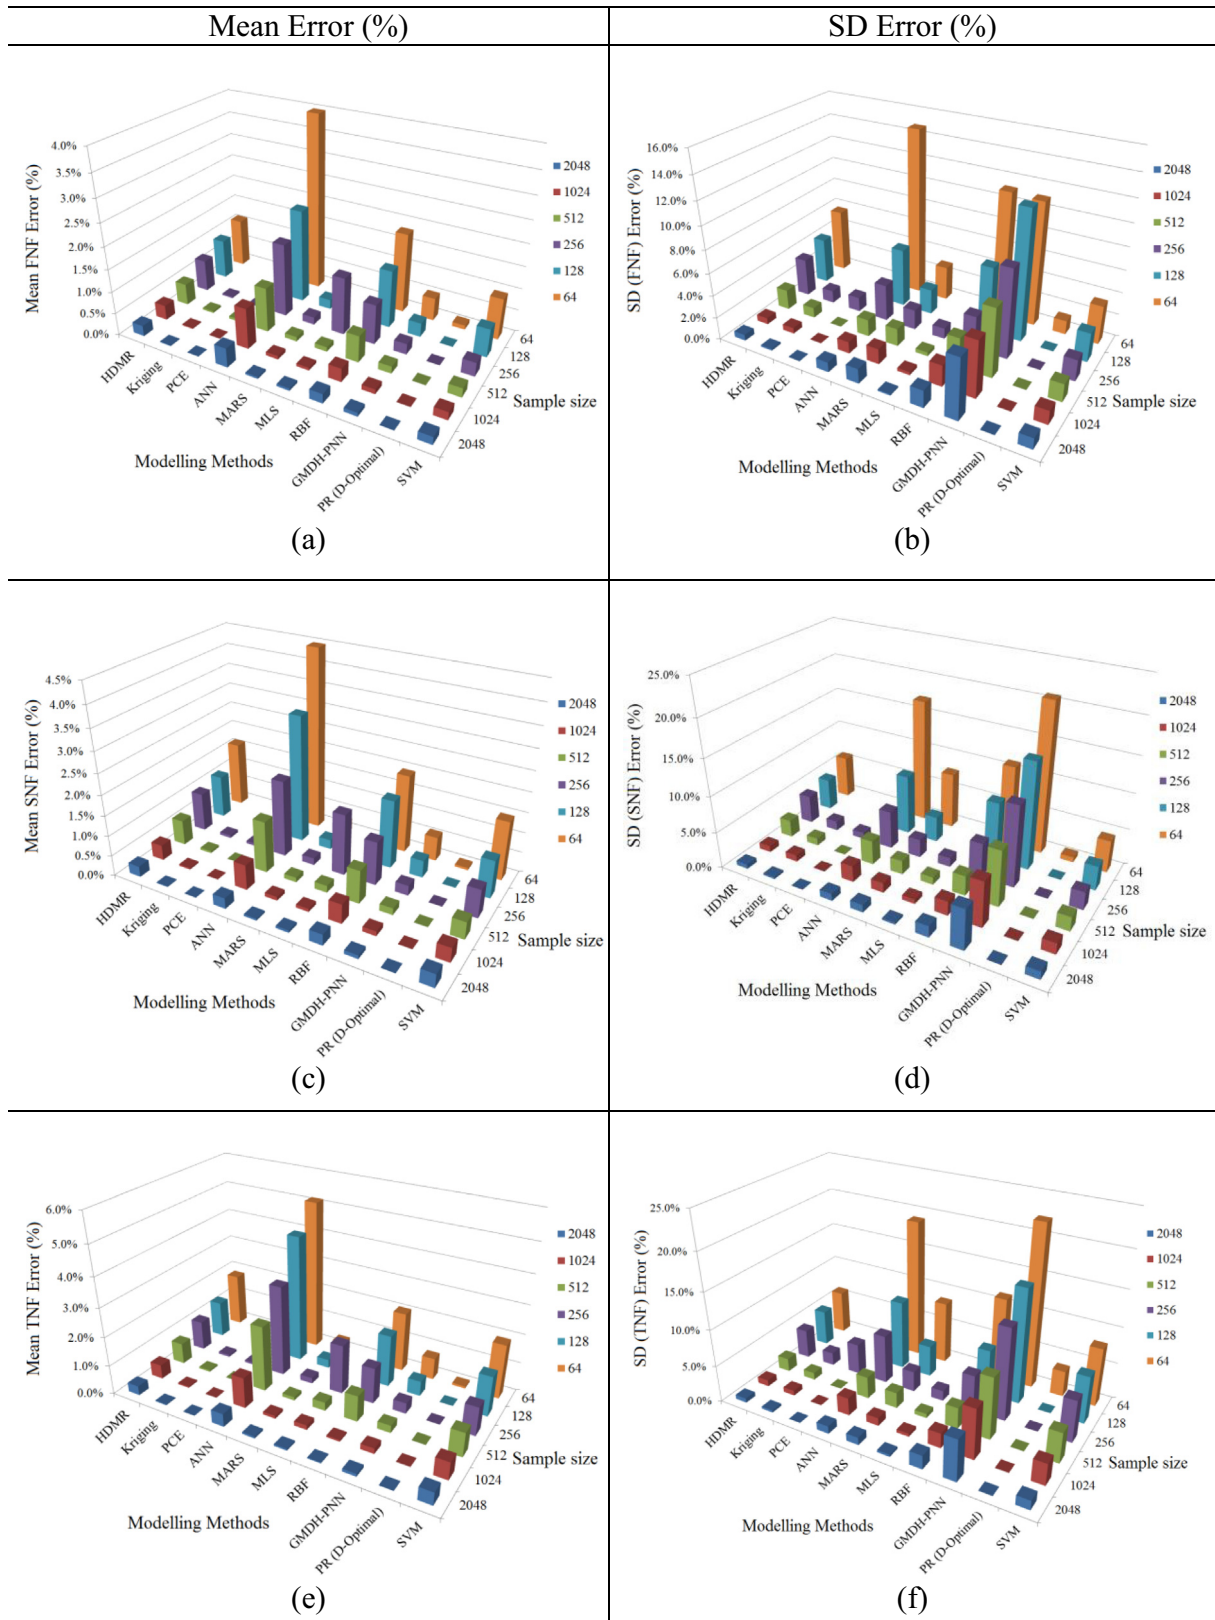 Mean Error (%)
SD Error (%)
Mean FNF Error (%)
4.0%
3.5%
3.0%
2.5%
2.0%
1.5%
1.0%
0.5%
0.0%
HDMR
Kriging
PCE
ANN
MARS
MLS
RBF
GMDH-PNN
PR (D-Optimal)
SVM
Modelling Methods
64
128
256
512
1024
2048
Sample size
2048
1024
512
256
128
64
(a)
SD (FNF) Error (%)
16.0%
14.0%
12.0%
10.0%
8.0%
6.0%
4.0%
2.0%
0.0%
HDMR
Kriging
PCE
ANN
MARS
MLS
RBF
GMDH-PNN
PR (D-Optimal)
SVM
Modelling Methods
64
128
256
512
1024
2048
Sample size
2048
1024
512
256
128
64
(b)
Mean SNF Error (%)
4.5%
4.0%
3.5%
3.0%
2.5%
2.0%
1.5%
1.0%
0.5%
0.0%
HDMR
Kriging
PCE
ANN
MARS
MLS
RBF
GMDH-PNN
PR (D-Optimal)
SVM
Modelling Methods
64
128
256
512
1024
2048
Sample size
2048
1024
512
256
128
64
(c)
SD (SNF) Error (%)
25.0%
20.0%
15.0%
10.0%
5.0%
0.0%
HDMR
Kriging
PCE
ANN
MARS
MLS
RBF
GMDH-PNN
PR (D-Optimal)
SVM
Modelling Methods
64
128
256
512
1024
2048
Sample size
2048
1024
512
256
128
64
(d)
Mean TNF Error (%)
6.0%
5.0%
4.0%
3.0%
2.0%
1.0%
0.0%
HDMR
Kriging
PCE
ANN
MARS
MLS
RBF
GMDH-PNN
PR (D-Optimal)
SVM
Modelling Methods
64
128
256
512
1024
2048
Sample size
2048
1024
512
256
128
64
(e)
SD (TNF) Error (%)
25.0%
20.0%
15.0%
10.0%
5.0%
0.0%
HDMR
Kriging
PCE
ANN
MARS
MLS
RBF
GMDH-PNN
PR (D-Optimal)
SVM
Modelling Methods
64
128
256
512
1024
2048
Sample size
2048
1024
512
256
128
64
(f)